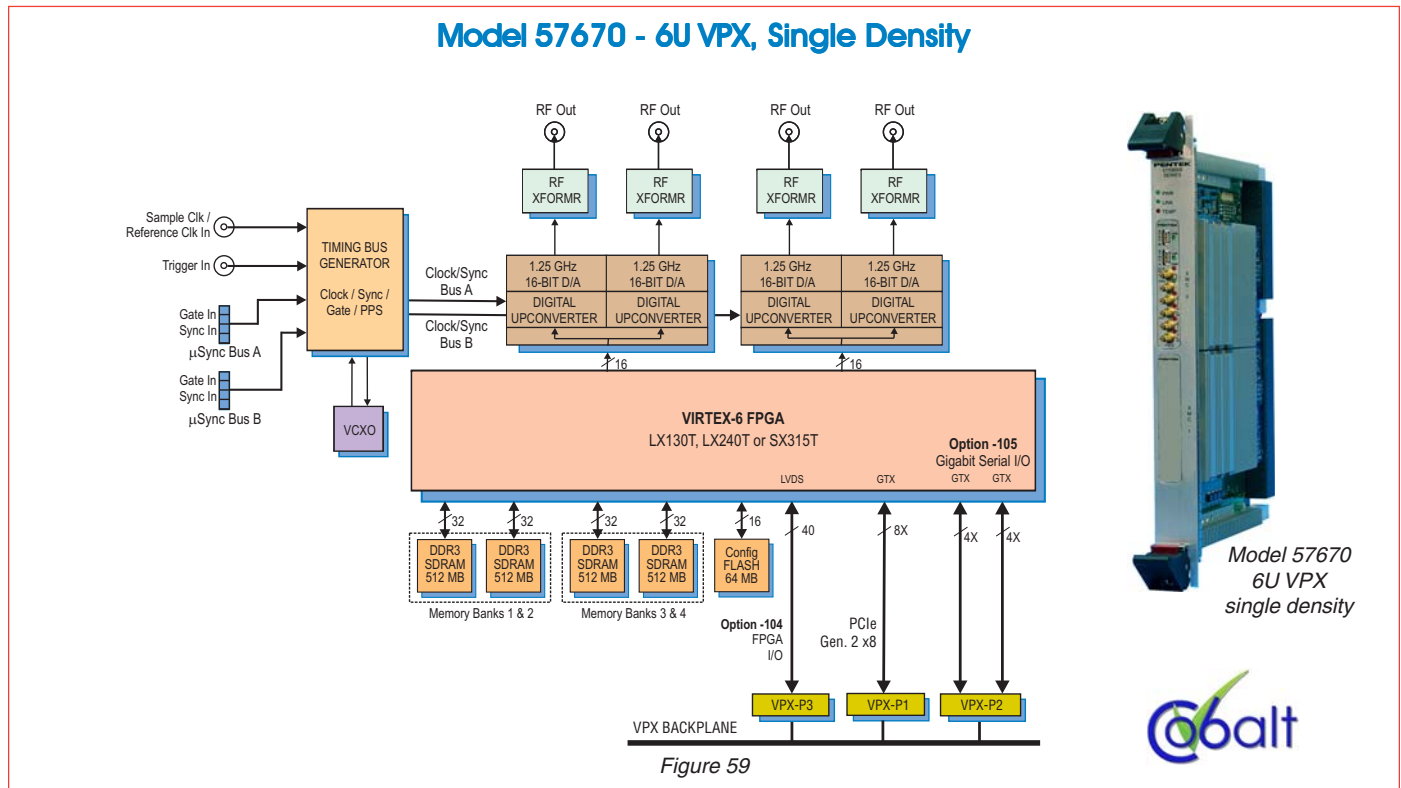 Model 57670 - 6U VPX, Single Density
RF Out
RF Out
RF Out
RF Out
RF
XFORMR
RF
XFORMR
RF
XFORMR
RF
XFORMR
Sample Clk /
Reference Clk In
Trigger In
Gate In
Sync In
μSync Bus A
Gate In
Sync In
μSync Bus B
TIMING BUS
GENERATOR
Clock / Sync /
Gate / PPS
VCXO
Clock/Sync
Bus A
Clock/Sync
Bus B
1.25 GHz
16-BIT D/A
DIGITAL
UPCONVERTER
1.25 GHz
16-BIT D/A
DIGITAL
UPCONVERTER
1.25 GHz
16-BIT D/A
DIGITAL
UPCONVERTER
1.25 GHz
16-BIT D/A
DIGITAL
UPCONVERTER
16
16
VIRTEX-6 FPGA
LX130T, LX240T or SX315T
Option -105
Gigabit Serial I/O
LVDS
GTX
GTX
GTX
32
32
32
32
16
40
8X
4X
4X
DDR3
SDRAM
512 MB
DDR3
SDRAM
512 MB
DDR3
SDRAM
512 MB
DDR3
SDRAM
512 MB
Config
FLASH
64 MB
Memory Banks 1 & 2
Memory Banks 3 & 4
Option -104
FPGA
I/O
PCIe
Gen. 2 x8
VPX-P3
VPX-P1
VPX-P2
VPX BACKPLANE
Figure 59
PENTEK
PWR
LNK
TEMP
PENTEK
PENTEK
Model 57670
6U VPX
single density
Cobalt